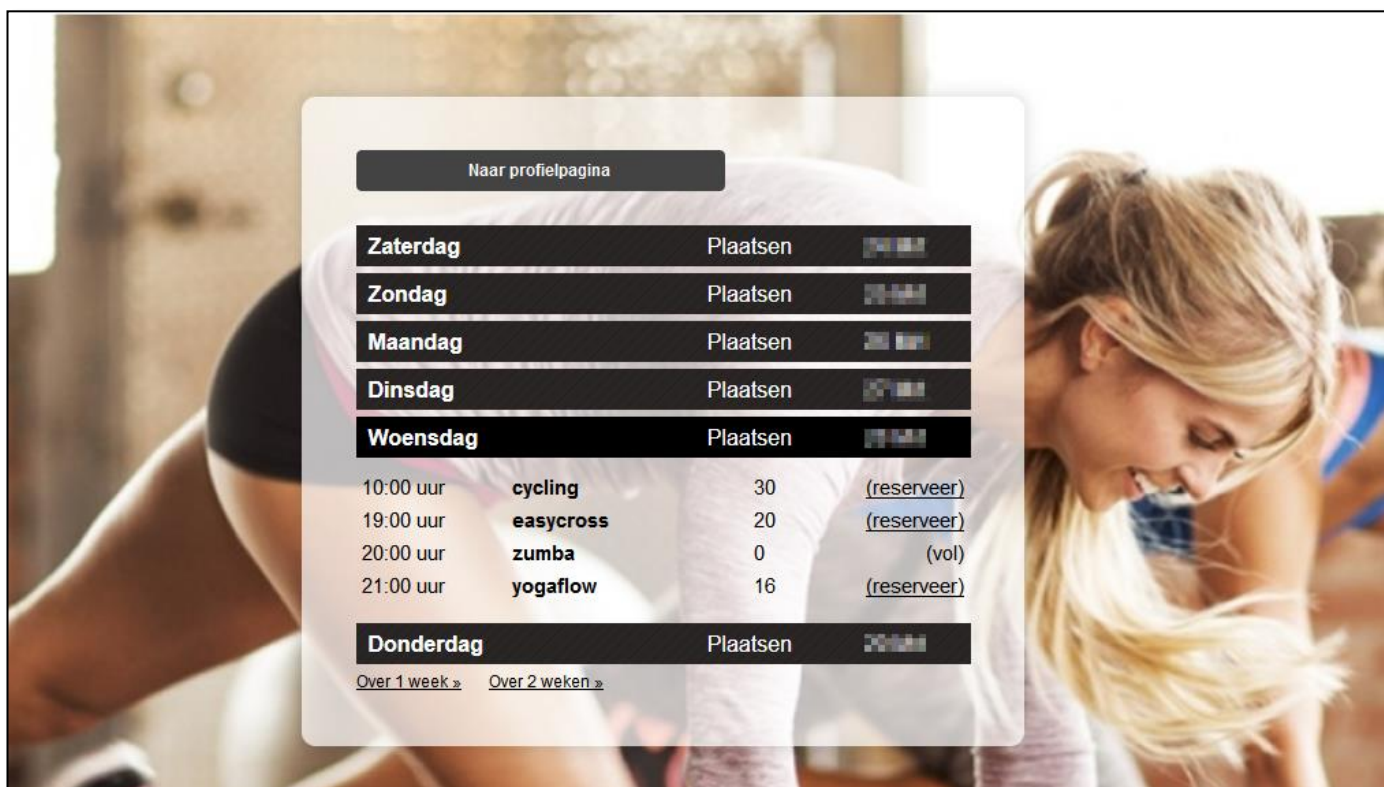 Naar profielpagina
Zaterdag Plaatsen
Zondag Plaatsen
Maandag Plaatsen
Dinsdag Plaatsen
Woensdag Plaatsen
10:00 uur cycling 30 (reserveer)
19:00 uur easycross 20 (reserveer)
20:00 uur zumba 0 (vol)
21:00 uur yogaflow 16 (reserveer)
Donderdag Plaatsen
Over 1 week » Over 2 weken »